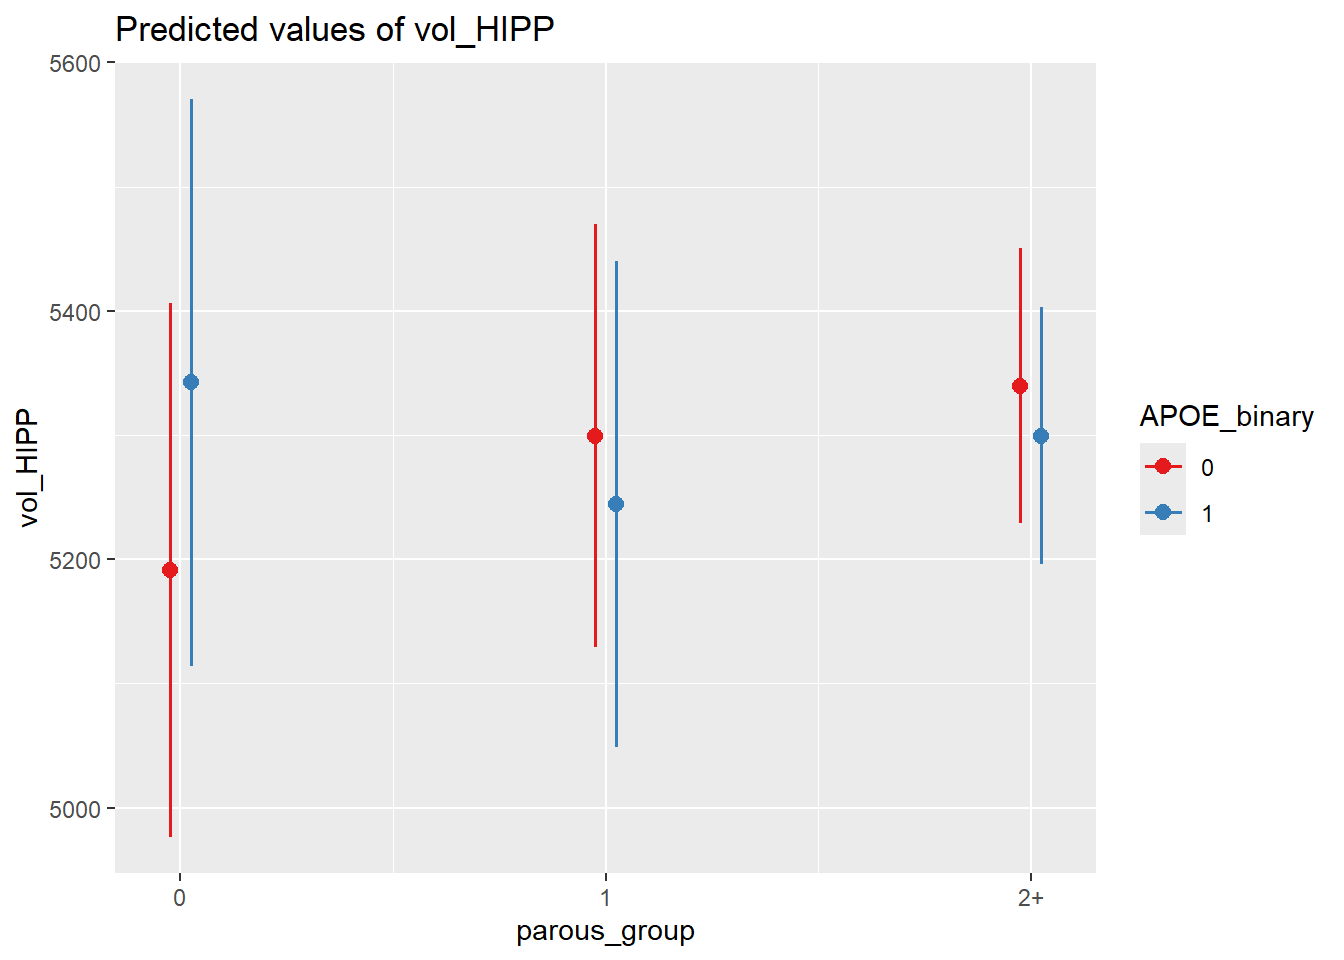 Predicted values of vol_HIPP
5600
5400
5200
5000
vol_HIPP
0
1
2+
parous_group
APOE_binary
0
1